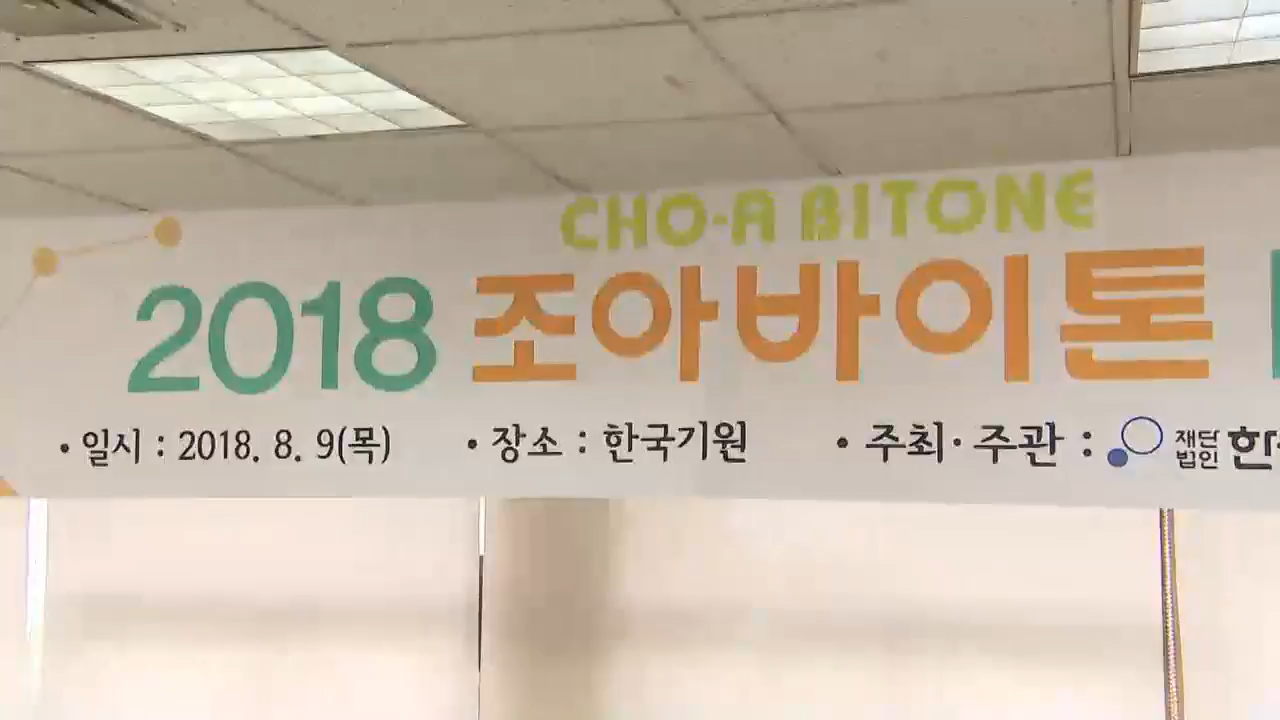 CHO·A BITONE
2018 조아바이톤
• 일시 : 2018. 8. 9(목) • 장소 : 한국기원 • 주최· 주관 : 재단법인